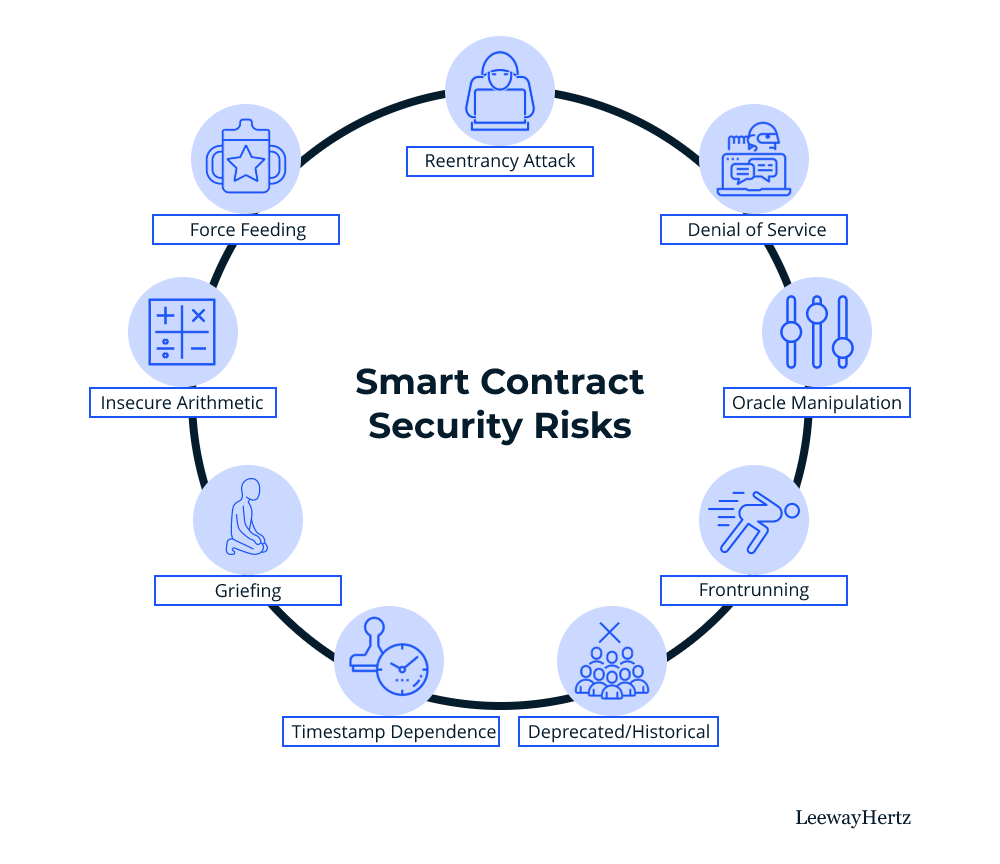 Reentrancy Attack
Force Feeding
Denial of Service
Insecure Arithmetic
Smart Contract
Security Risks
Oracle Manipulation
Griefing
Frontrunning
Timestamp Dependence
Deprecated/Historical
LeewayHertz